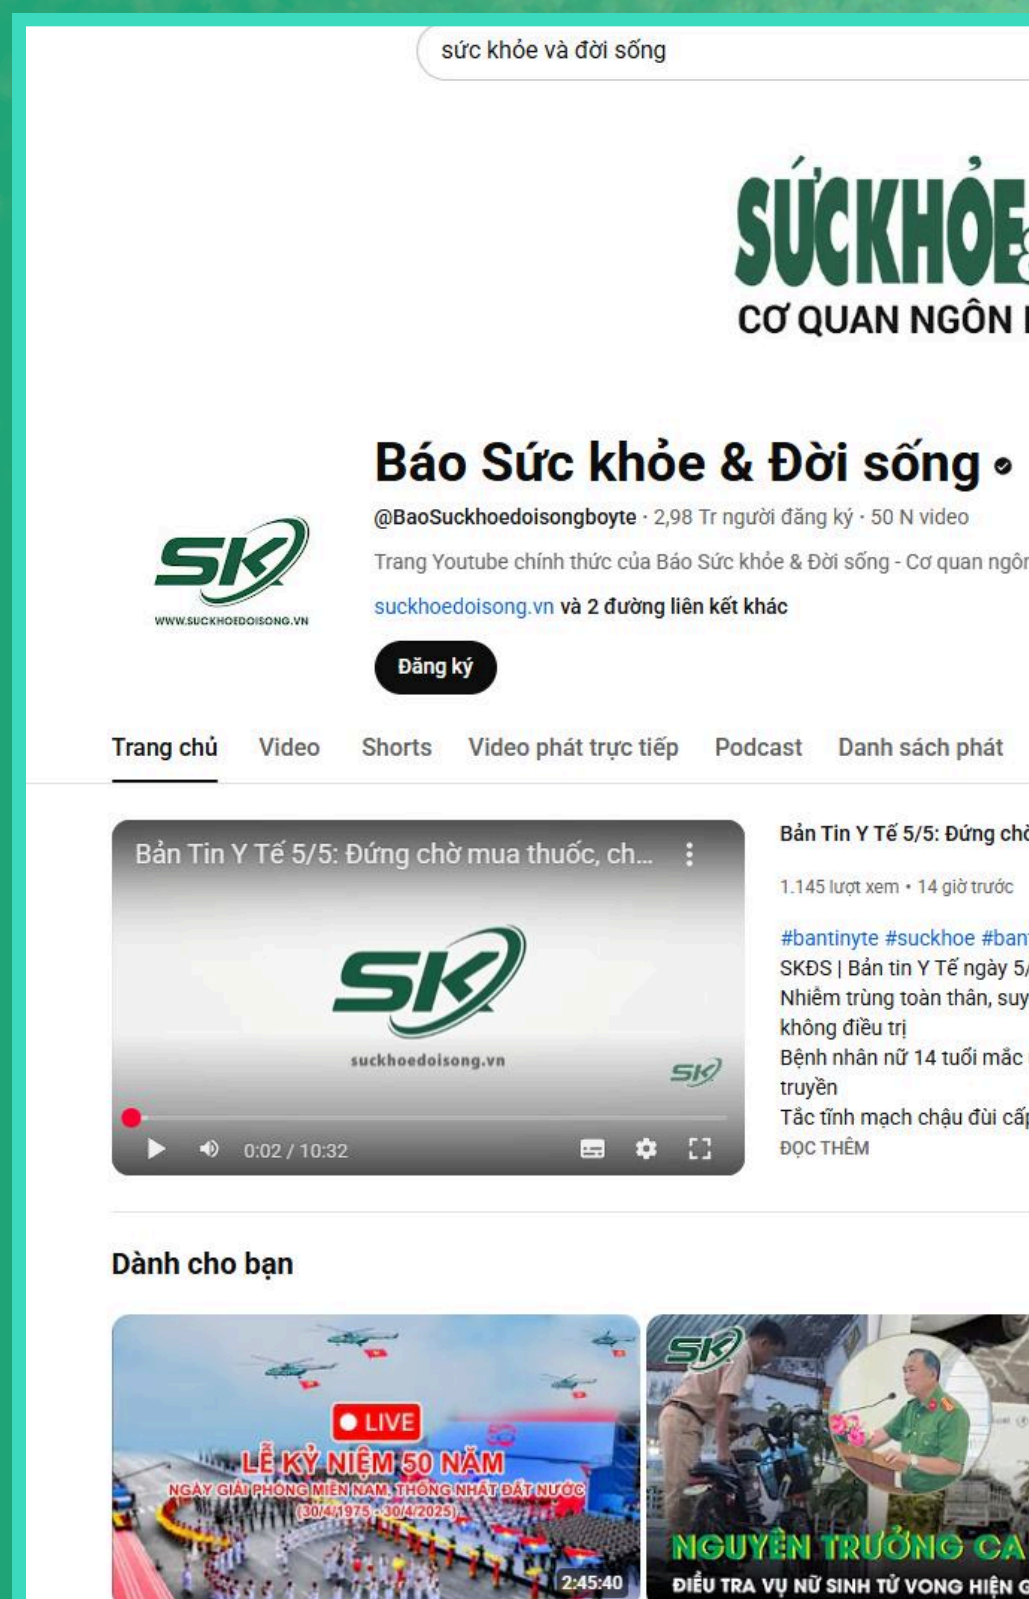 sức khỏe và đời sống
SỨCKHỎE
CƠ QUAN NGÔN
Báo Sức khỏe & Đời sống
@BaoSuckhoedoisongboyte · 2,98 Tr người đăng ký · 50 N video
Trang Youtube chính thức của Báo Sức khỏe & Đời sống - Cơ quan ngôn
suckhoedoisong.vn và 2 đường liên kết khác
SK
WWW.SUCKHOEDOISONG.VN
Đăng ký
Trang chủ Video Shorts Video phát trực tiếp Podcast Danh sách phát
Bản Tin Y Tế 5/5: Đứng chờ mua thuốc, ch...
SK
suckhoedoisong.vn
SK
0:02 / 10:32
Bản Tin Y Tế 5/5: Đứng chờ
1.145 lượt xem • 14 giờ trước
#bantinyte #suckhoe #bant
SKĐS | Bản tin Y Tế ngày 5/
Nhiễm trùng toàn thân, suy
không điều trị
Bệnh nhân nữ 14 tuổi mắc
truyền
Tắc tĩnh mạch chậu đùi cấp
ĐỌC THÊM
Dành cho bạn
LIVE
LỄ KỶ NIỆM 50 NĂM
NGÀY GIẢI PHÓNG MIỀN NAM, THỐNG NHẤT ĐẤT NƯỚC
(30/4/1975 - 30/4/2025)
2:45:40
SK
NGUYÊN TRƯỞNG CA
ĐIỀU TRA VỤ NỮ SINH TỬ VONG HIỆN G